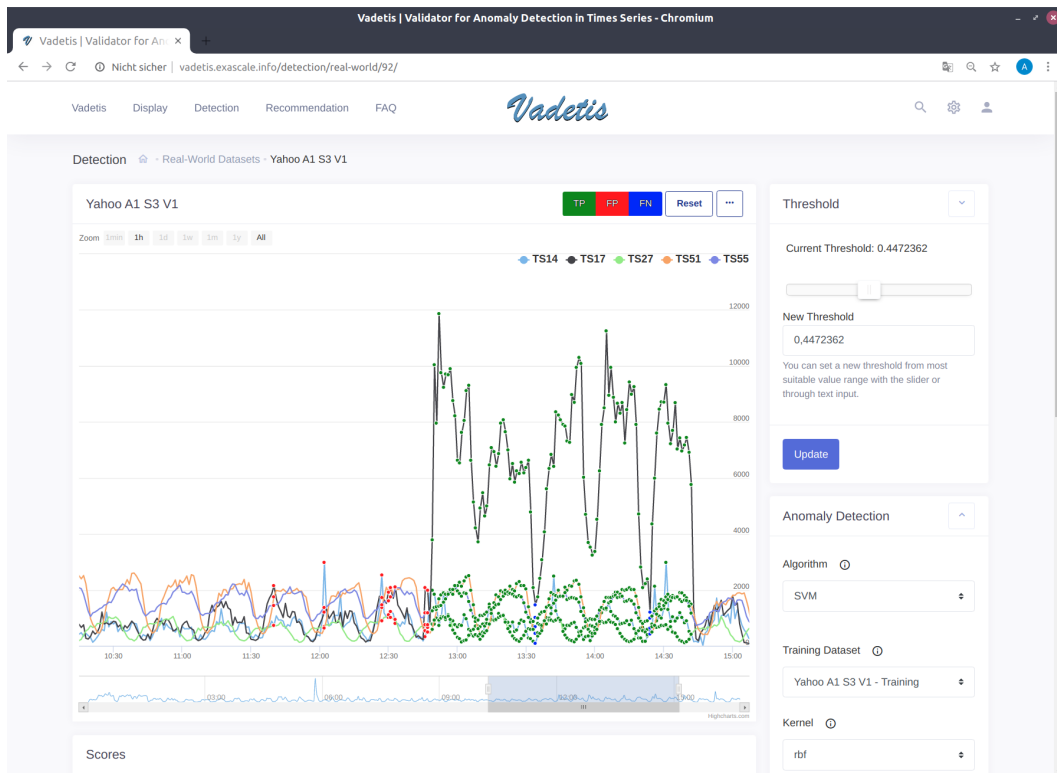 Vadetis | Validator for Anomaly Detection in Times Series - Chromium
Vadetis | Validator for An
Nicht sicher | vadetis.exascale.info/detection/real-world/92/
A
Vadetis Display Detection Recommendation FAQ
Vadetis
Detection - Real-World Datasets - Yahoo A1 S3 V1
Yahoo A1 S3 V1
TP FP FN Reset ···
Zoom 1min 1h 1d 1w 1m 1y All
TS14 TS17 TS27 TS51 TS55
12000
10000
8000
6000
4000
2000
10:30 11:00 11:30 12:00 12:30 13:00 13:30 14:00 14:30 15:00
03:00 06:00 09:00
Highcharts.com
Scores
Threshold
Current Threshold: 0.4472362
New Threshold
0,4472362
You can set a new threshold from most
suitable value range with the slider or
through text input.
Update
Anomaly Detection
Algorithm
SVM
Training Dataset
Yahoo A1 S3 V1 - Training
Kernel
rbf